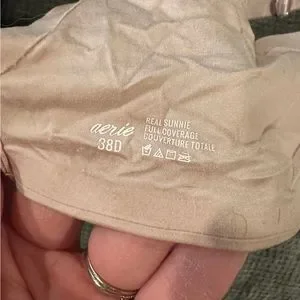 aerie
38D
REAL SUNNIE
FULL COVERAGE
COUVERTURE TOTALE